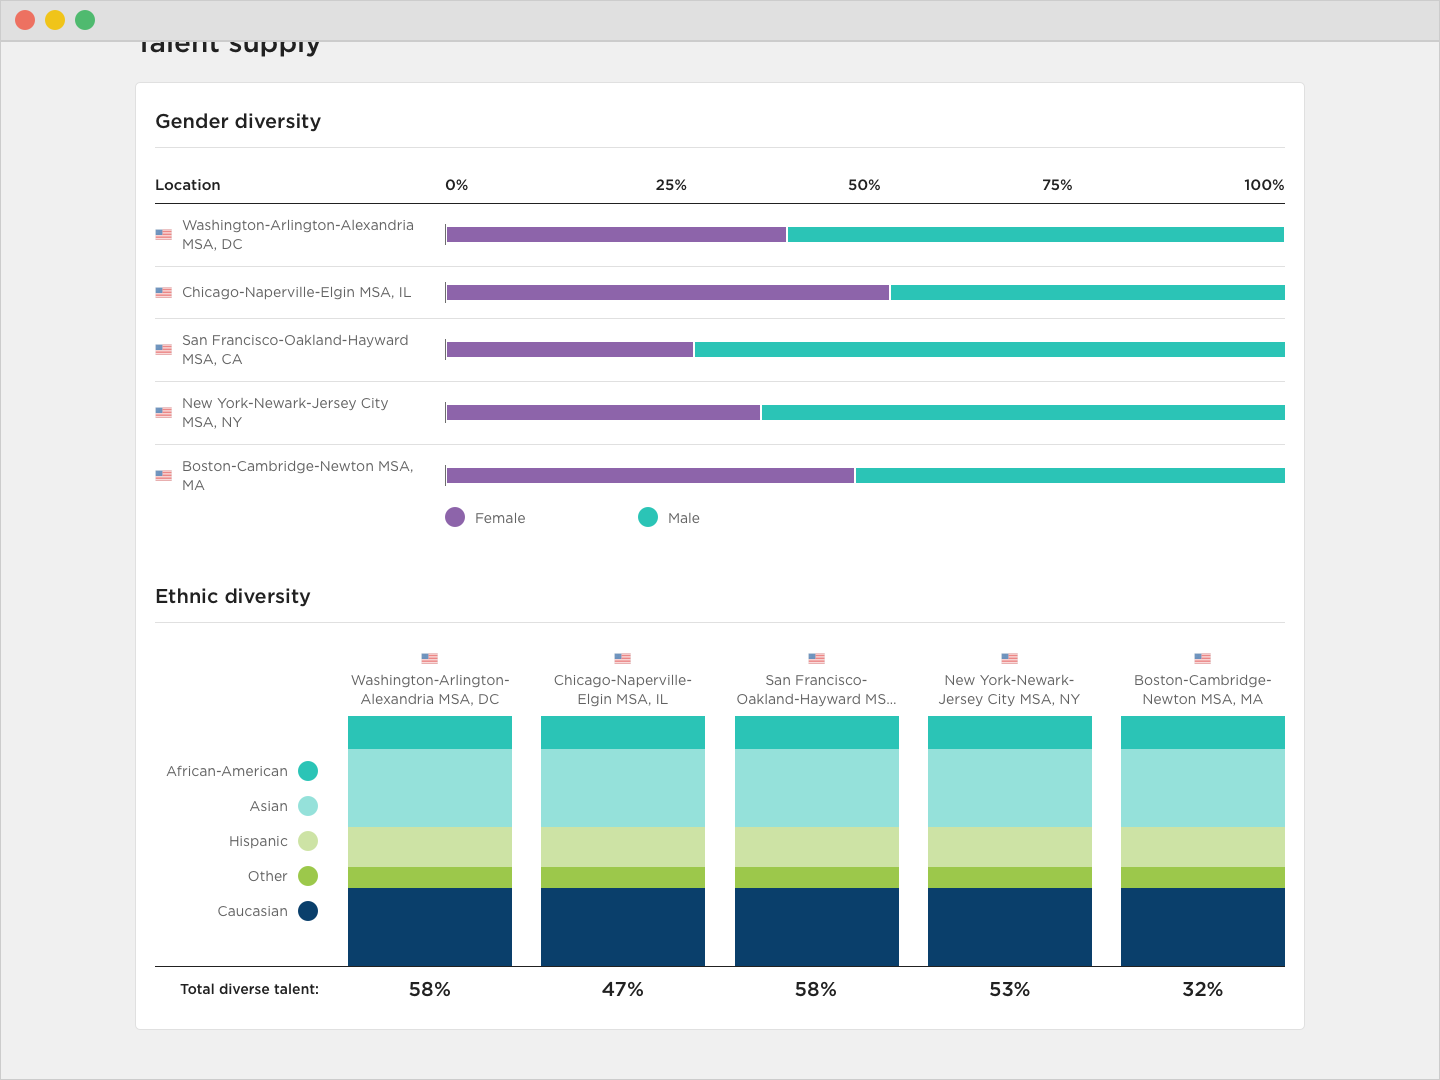 Talent supply
Gender diversity
Location 0% 25% 50% 75% 100%
Washington-Arlington-Alexandria
MSA, DC
Chicago-Naperville-Elgin MSA, IL
San Francisco-Oakland-Hayward
MSA, CA
New York-Newark-Jersey City
MSA, NY
Boston-Cambridge-Newton MSA,
MA
Female Male
Ethnic diversity
Washington-Arlington-
Alexandria MSA, DC
Chicago-Naperville-
Elgin MSA, IL
San Francisco-
Oakland-Hayward MS...
New York-Newark-
Jersey City MSA, NY
Boston-Cambridge-
Newton MSA, MA
African-American
Asian
Hispanic
Other
Caucasian
Total diverse talent: 58% 47% 58% 53% 32%